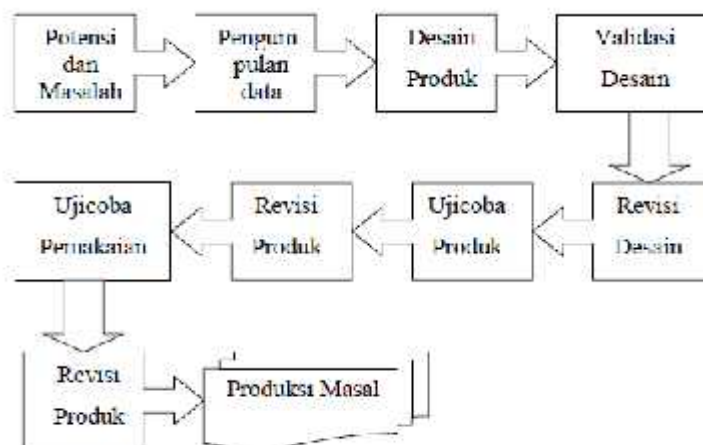 Potensi
dan
Masalah
Pengum
pulan
data
Desain
Produk
Validasi
Desain
Revisi
Desain
Ujicoba
Produk
Revisi
Produk
Ujicoba
Pemakaian
Revisi
Produk
Produksi Masal